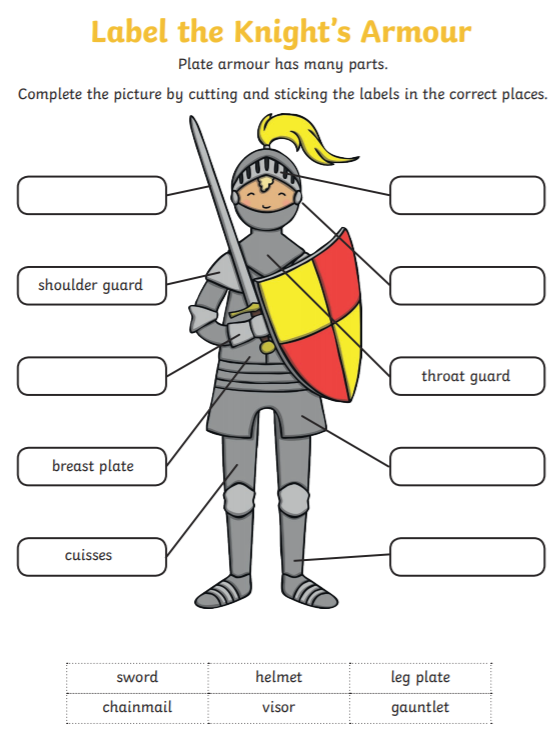 Label the Knight's Armour
Plate armour has many parts.
Complete the picture by cutting and sticking the labels in the correct places.
shoulder guard
throat guard
breast plate
cuisses
sword helmet leg plate
chainmail visor gauntlet